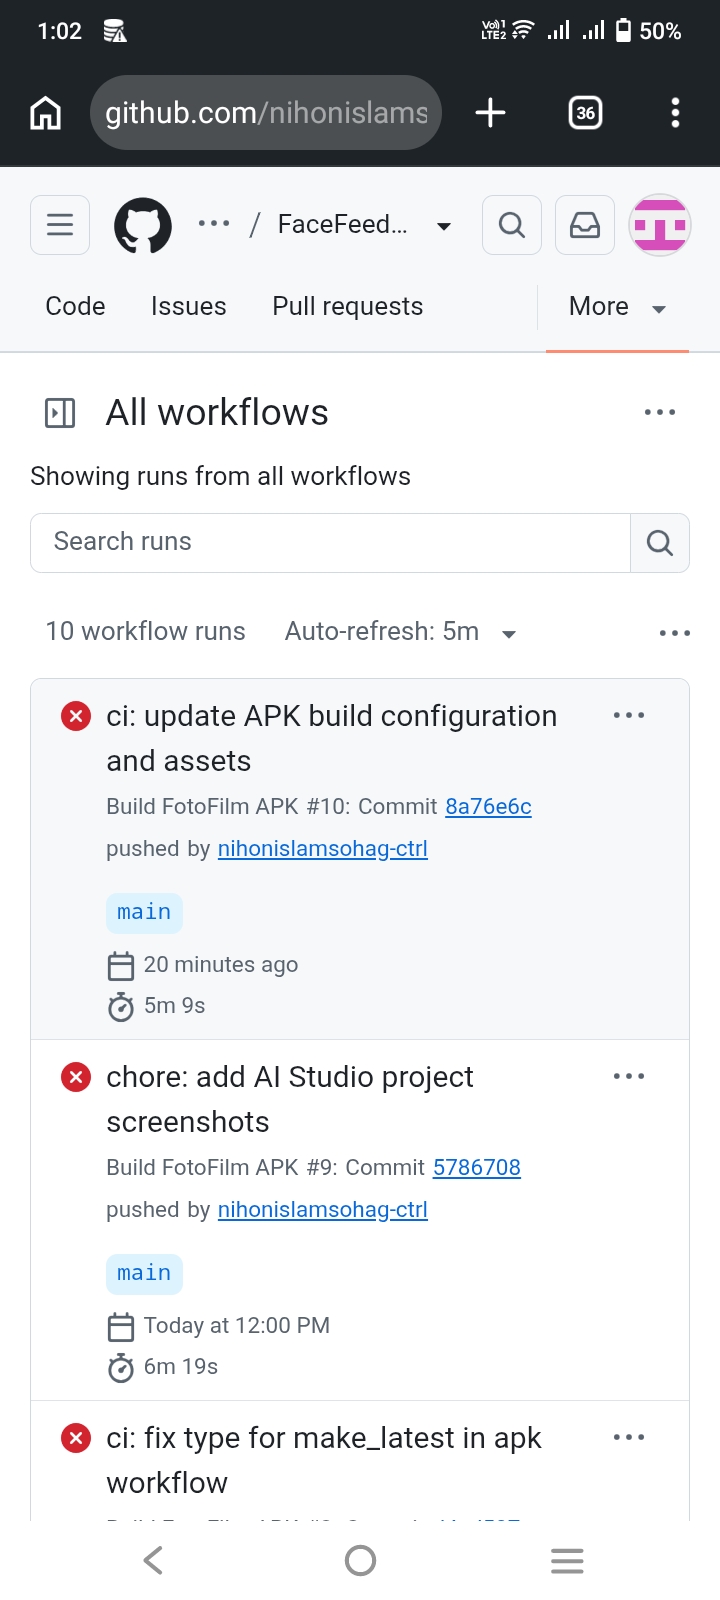 1:02
Vo)) 1
LTE2
50%
github.com/nihonislams
36
... / FaceFeed...
Code Issues Pull requests More
All workflows
Showing runs from all workflows
Search runs
10 workflow runs Auto-refresh: 5m
ci: update APK build configuration
and assets
Build FotoFilm APK #10: Commit 8a76e6c
pushed by nihonislamsohag-ctrl
main
20 minutes ago
5m 9s
chore: add AI Studio project
screenshots
Build FotoFilm APK #9: Commit 5786708
pushed by nihonislamsohag-ctrl
main
Today at 12:00 PM
6m 19s
ci: fix type for make_latest in apk
workflow